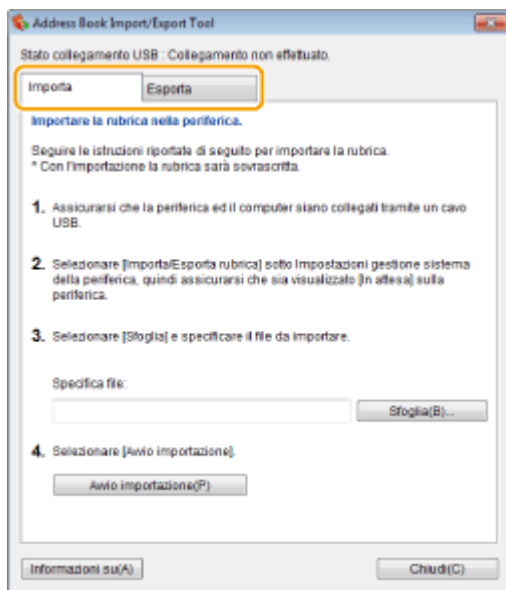 Address Book Import/Export Tool
Stato collegamento USB : Collegamento non effettuato.
Importa
Esporta
Importare la rubrica nella periferica.
Seguire le istruzioni riportate di seguito per importare la rubrica.
* Con l'importazione la rubrica sarà sovrascritta.
1. Assicurarsi che la periferica ed il computer siano collegati tramite un cavo
USB.
2. Selezionare [Importa/Esporta rubrica] sotto Impostazioni gestione sistema
della periferica, quindi assicurarsi che sia visualizzato [In attesa] sulla
periferica.
3. Selezionare [Sfoglia] e specificare il file da importare.
Specifica file:
Sfoglia(B)...
4. Selezionare [Avvio importazione].
Avvio importazione(P)
Informazioni su(A)
Chiudi(C)